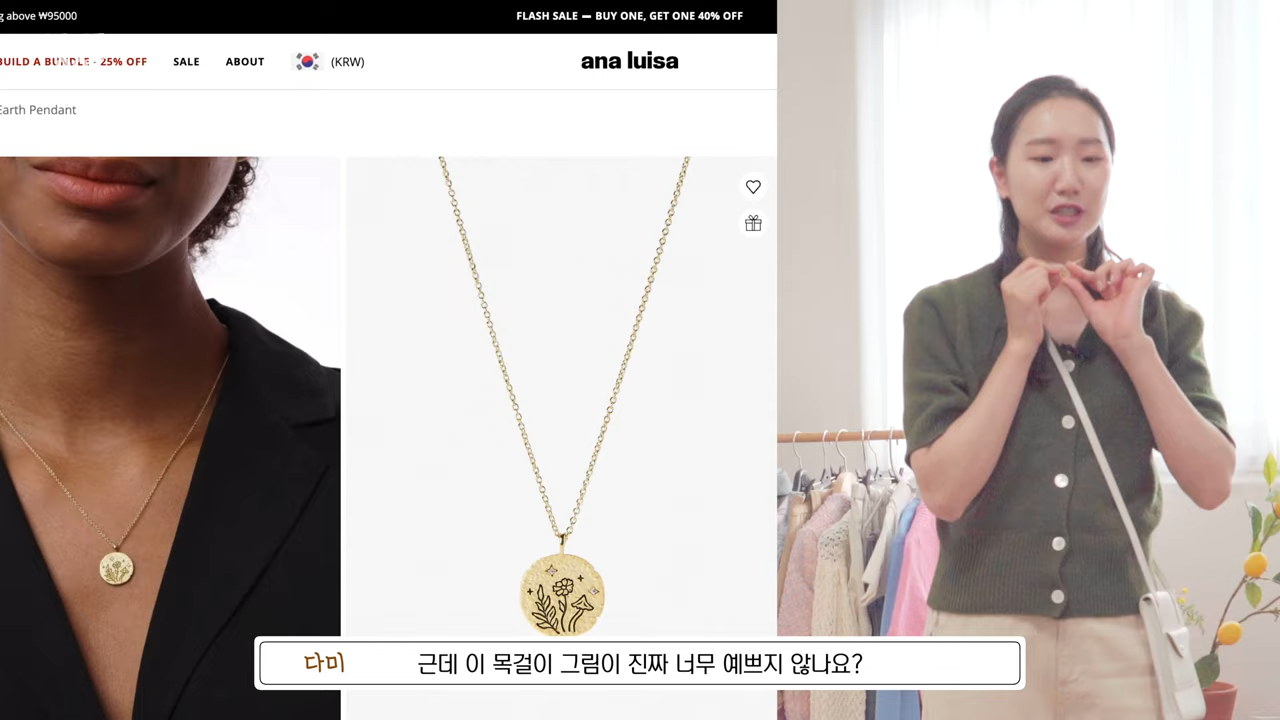 g above ₩95000
FLASH SALE — BUY ONE, GET ONE 40% OFF
BUILD A BUNDLE - 25% OFF
SALE
ABOUT
(KRW)
ana luisa
Earth Pendant
다미
근데 이 목걸이 그림이 진짜 너무 예쁘지 않나요?